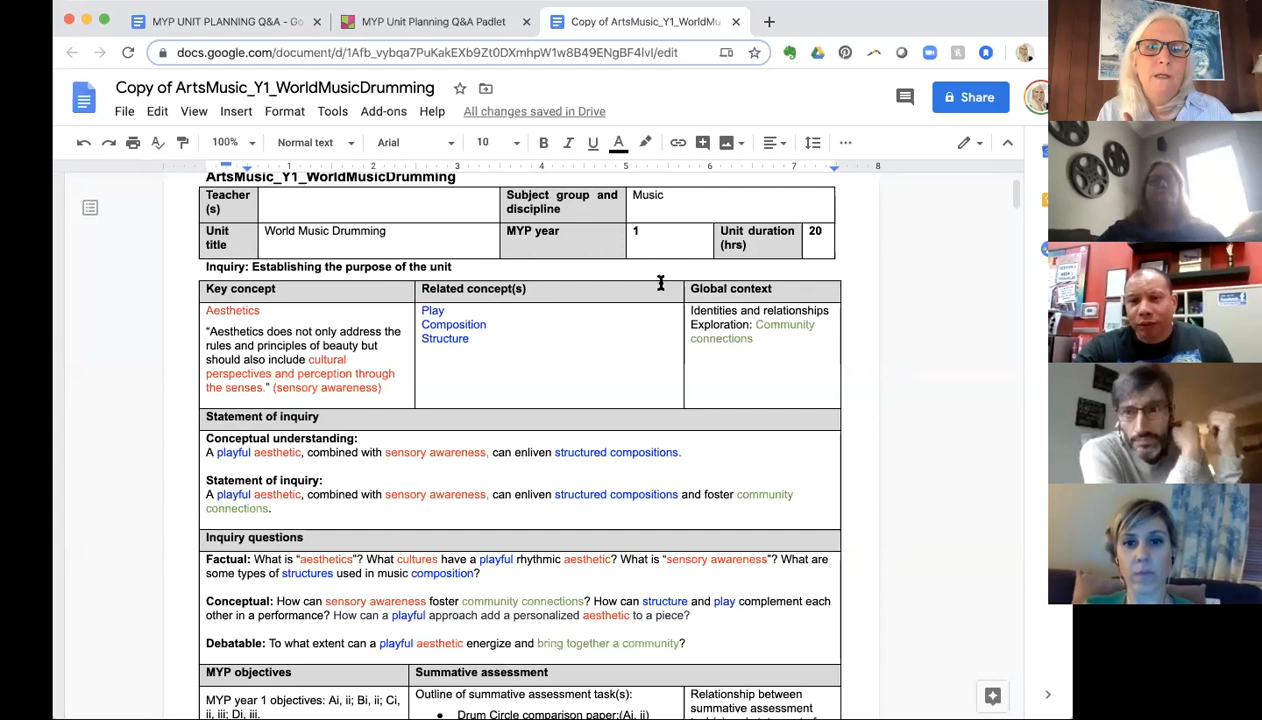 MYP UNIT PLANNING Q&A - Go
MYP Unit Planning Q&A Padlet
Copy of ArtsMusic_Y1_WorldMu
docs.google.com/document/d/1Afb_vybqa7PuKakEXb9Zt0DXmhpW1w8B49ENgBF4lvI/edit
Copy of ArtsMusic_Y1_WorldMusicDrumming
File Edit View Insert Format Tools Add-ons Help All changes saved in Drive
Share
100% Normal text Arial 10 B I U A
1 2 3 4 5 6 7 8
ArtsMusic_Y1_WorldMusicDrumming
Teacher (s)
Subject group and discipline
Music
Unit title
World Music Drumming
MYP year
1
Unit duration (hrs)
20
Inquiry: Establishing the purpose of the unit
Key concept
Related concept(s)
Global context
Aesthetics
“Aesthetics does not only address the
rules and principles of beauty but
should also include cultural
perspectives and perception through
the senses.” (sensory awareness)
Play
Composition
Structure
Identities and relationships
Exploration: Community
connections
Statement of inquiry
Conceptual understanding:
A playful aesthetic, combined with sensory awareness, can enliven structured compositions.
Statement of inquiry:
A playful aesthetic, combined with sensory awareness, can enliven structured compositions and foster community
connections.
Inquiry questions
Factual: What is “aesthetics”? What cultures have a playful rhythmic aesthetic? What is “sensory awareness”? What are
some types of structures used in music composition?
Conceptual: How can sensory awareness foster community connections? How can structure and play complement each
other in a performance? How can a playful approach add a personalized aesthetic to a piece?
Debatable: To what extent can a playful aesthetic energize and bring together a community?
MYP objectives
Summative assessment
MYP year 1 objectives: Ai, ii; Bi, ii; Ci,
ii, iii; Di, iii.
Outline of summative assessment task(s):
● Drum Circle comparison paper:(Ai, ii)
Relationship between
summative assessment